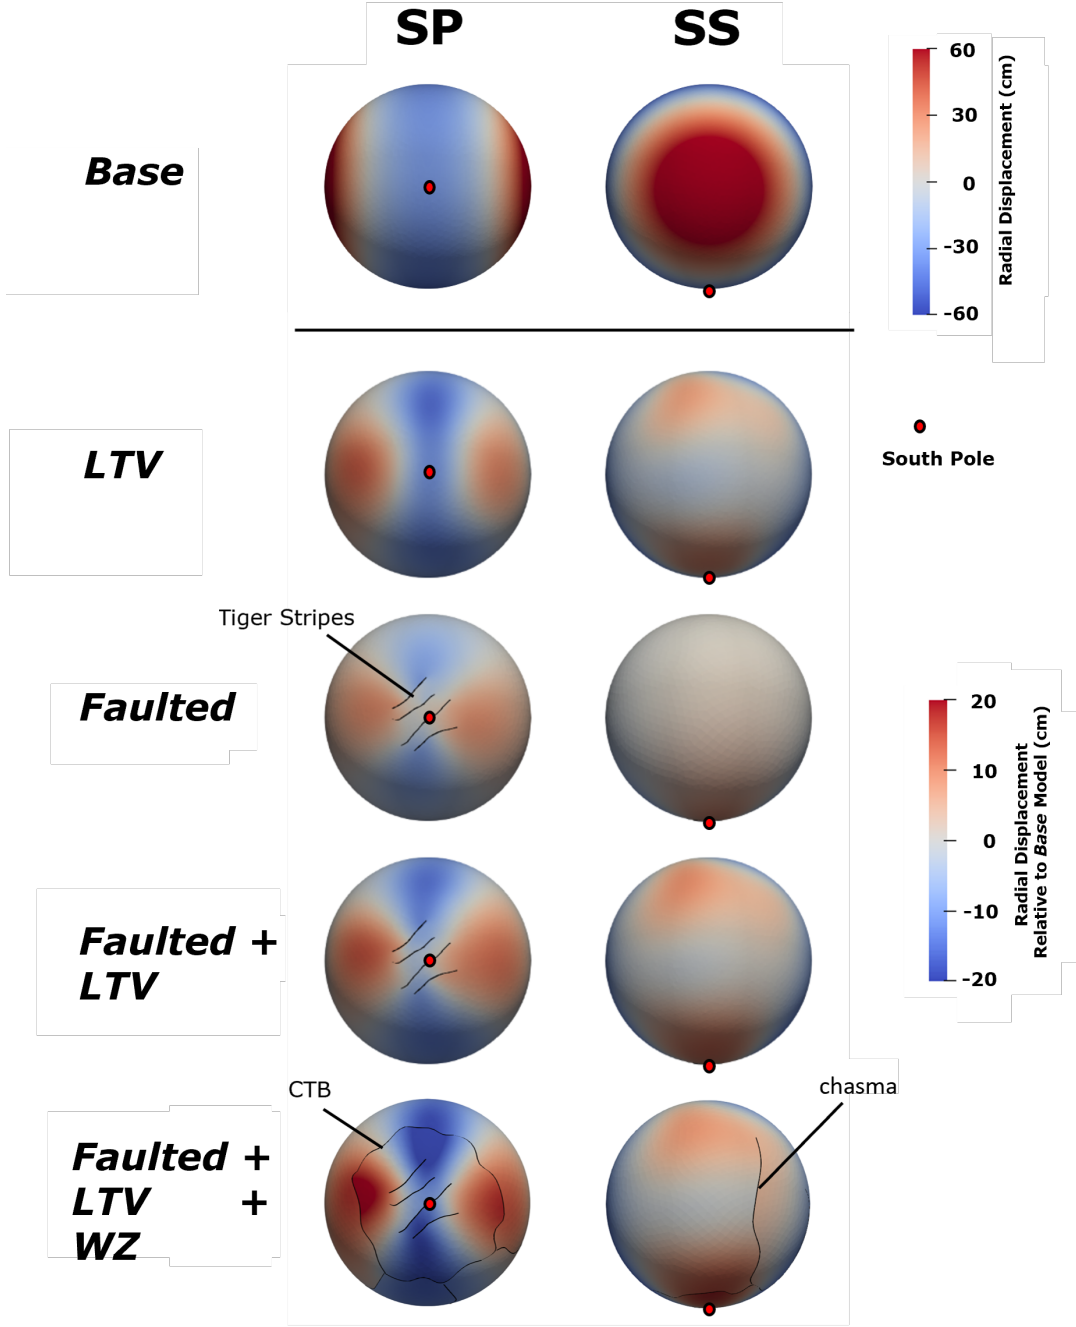 SP
SS
Base
60
30
0
-30
-60
Radial Displacement (cm)
LTV
South Pole
Tiger Stripes
Faulted
20
10
0
-10
-20
Radial Displacement
Relative to Base Model (cm)
Faulted +
LTV
CTB
chasma
Faulted +
LTV +
WZ